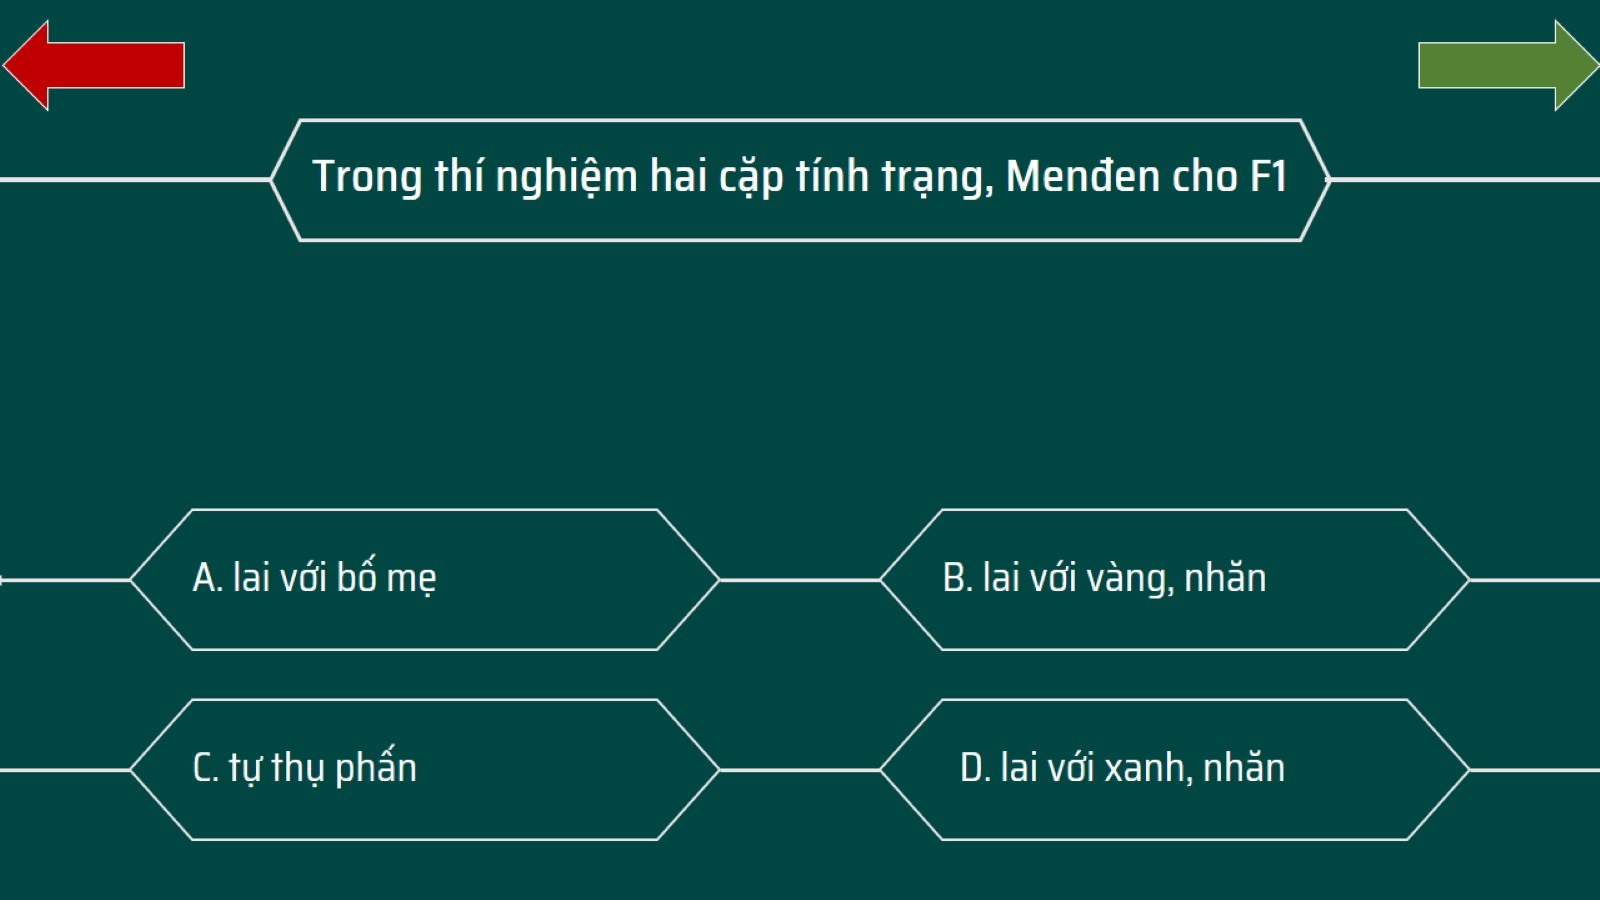 Trong thí nghiệm hai cặp tính trạng, Menđen cho F1
A. lai với bố mẹ
B. lai với vàng, nhăn
C. tự thụ phấn
D. lai với xanh, nhăn